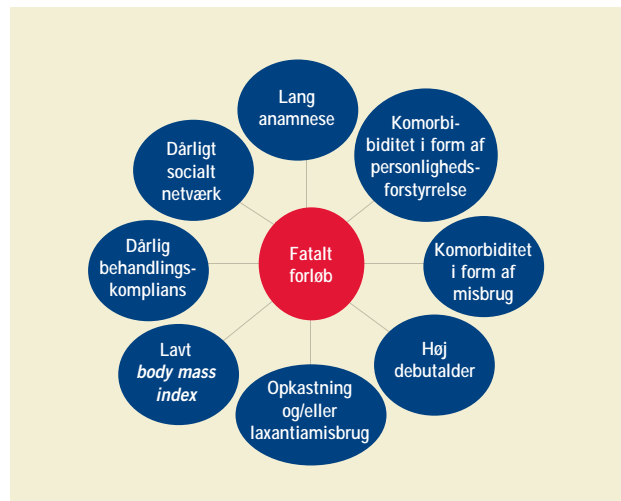 Lang
anamnese
Komorbi-
biditet i form af
personligheds-
forstyrrelse
Dårligt
socialt
netværk
Fatalt
forløb
Dårlig
behandlings-
komplians
Komorbiditet
i form af
misbrug
Lavt
body mass
index
Høj
debutalder
Opkastning
og/eller
laxantiamisbrug